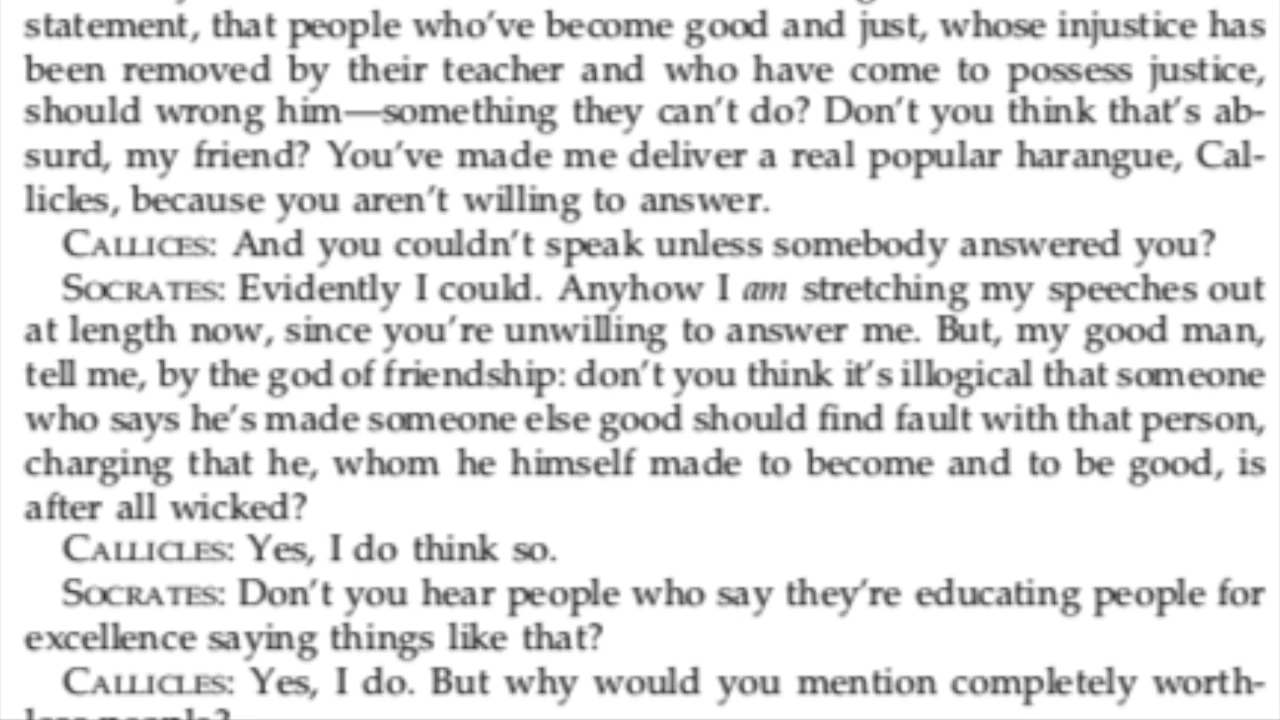 statement, that people who've become good and just, whose injustice has
been removed by their teacher and who have come to possess justice,
should wrong him—something they can't do? Don't you think that's ab-
surd, my friend? You've made me deliver a real popular harangue, Cal-
licles, because you aren't willing to answer.
CALLICES: And you couldn't speak unless somebody answered you?
SOCRATES: Evidently I could. Anyhow I am stretching my speeches out
at length now, since you're unwilling to answer me. But, my good man,
tell me, by the god of friendship: don't you think it's illogical that someone
who says he's made someone else good should find fault with that person,
charging that he, whom he himself made to become and to be good, is
after all wicked?
CALLICLES: Yes, I do think so.
SOCRATES: Don't you hear people who say they're educating people for
excellence saying things like that?
CALLICLES: Yes, I do. But why would you mention completely worth-
less people?